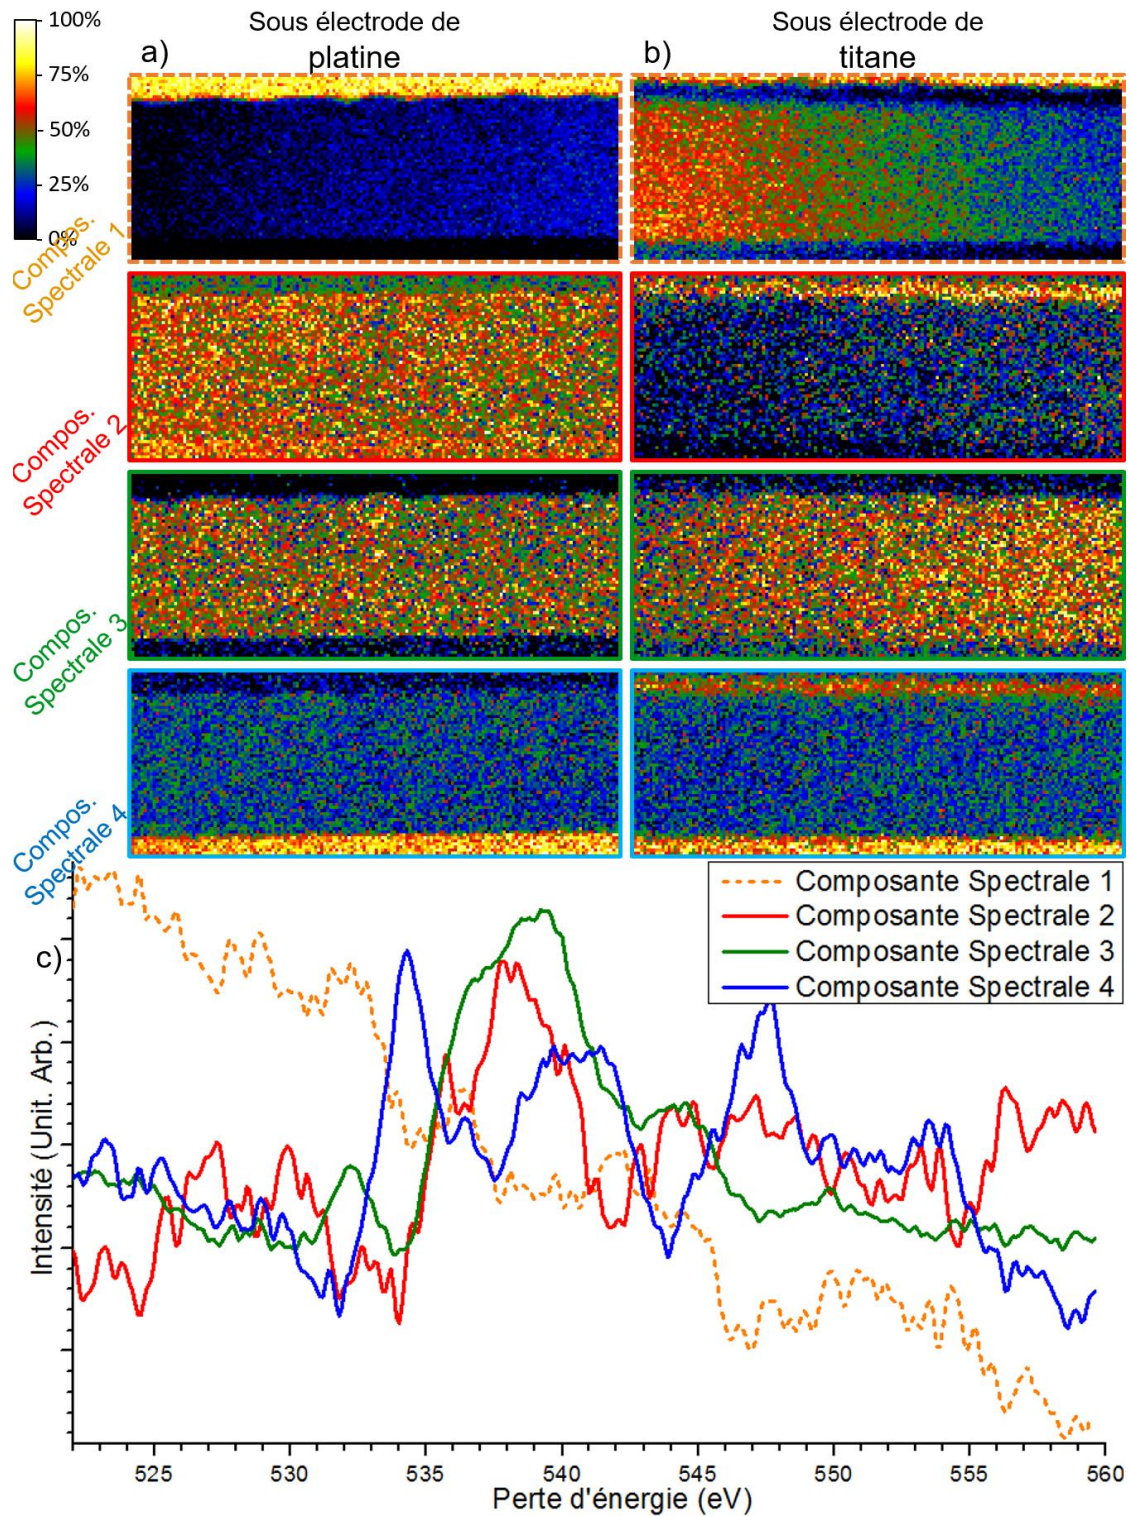 100%
75%
50%
25%
0%
Sous électrode de
platine
a)
Sous électrode de
titane
b)
Compos.
Spectrale 1
Compos.
Spectrale 2
Compos.
Spectrale 3
Compos.
Spectrale 4
c)
Composante Spectrale 1
Composante Spectrale 2
Composante Spectrale 3
Composante Spectrale 4
Intensité (Unit. Arb.)
525 530 535 540 545 550 555 560
Perte d'énergie (eV)